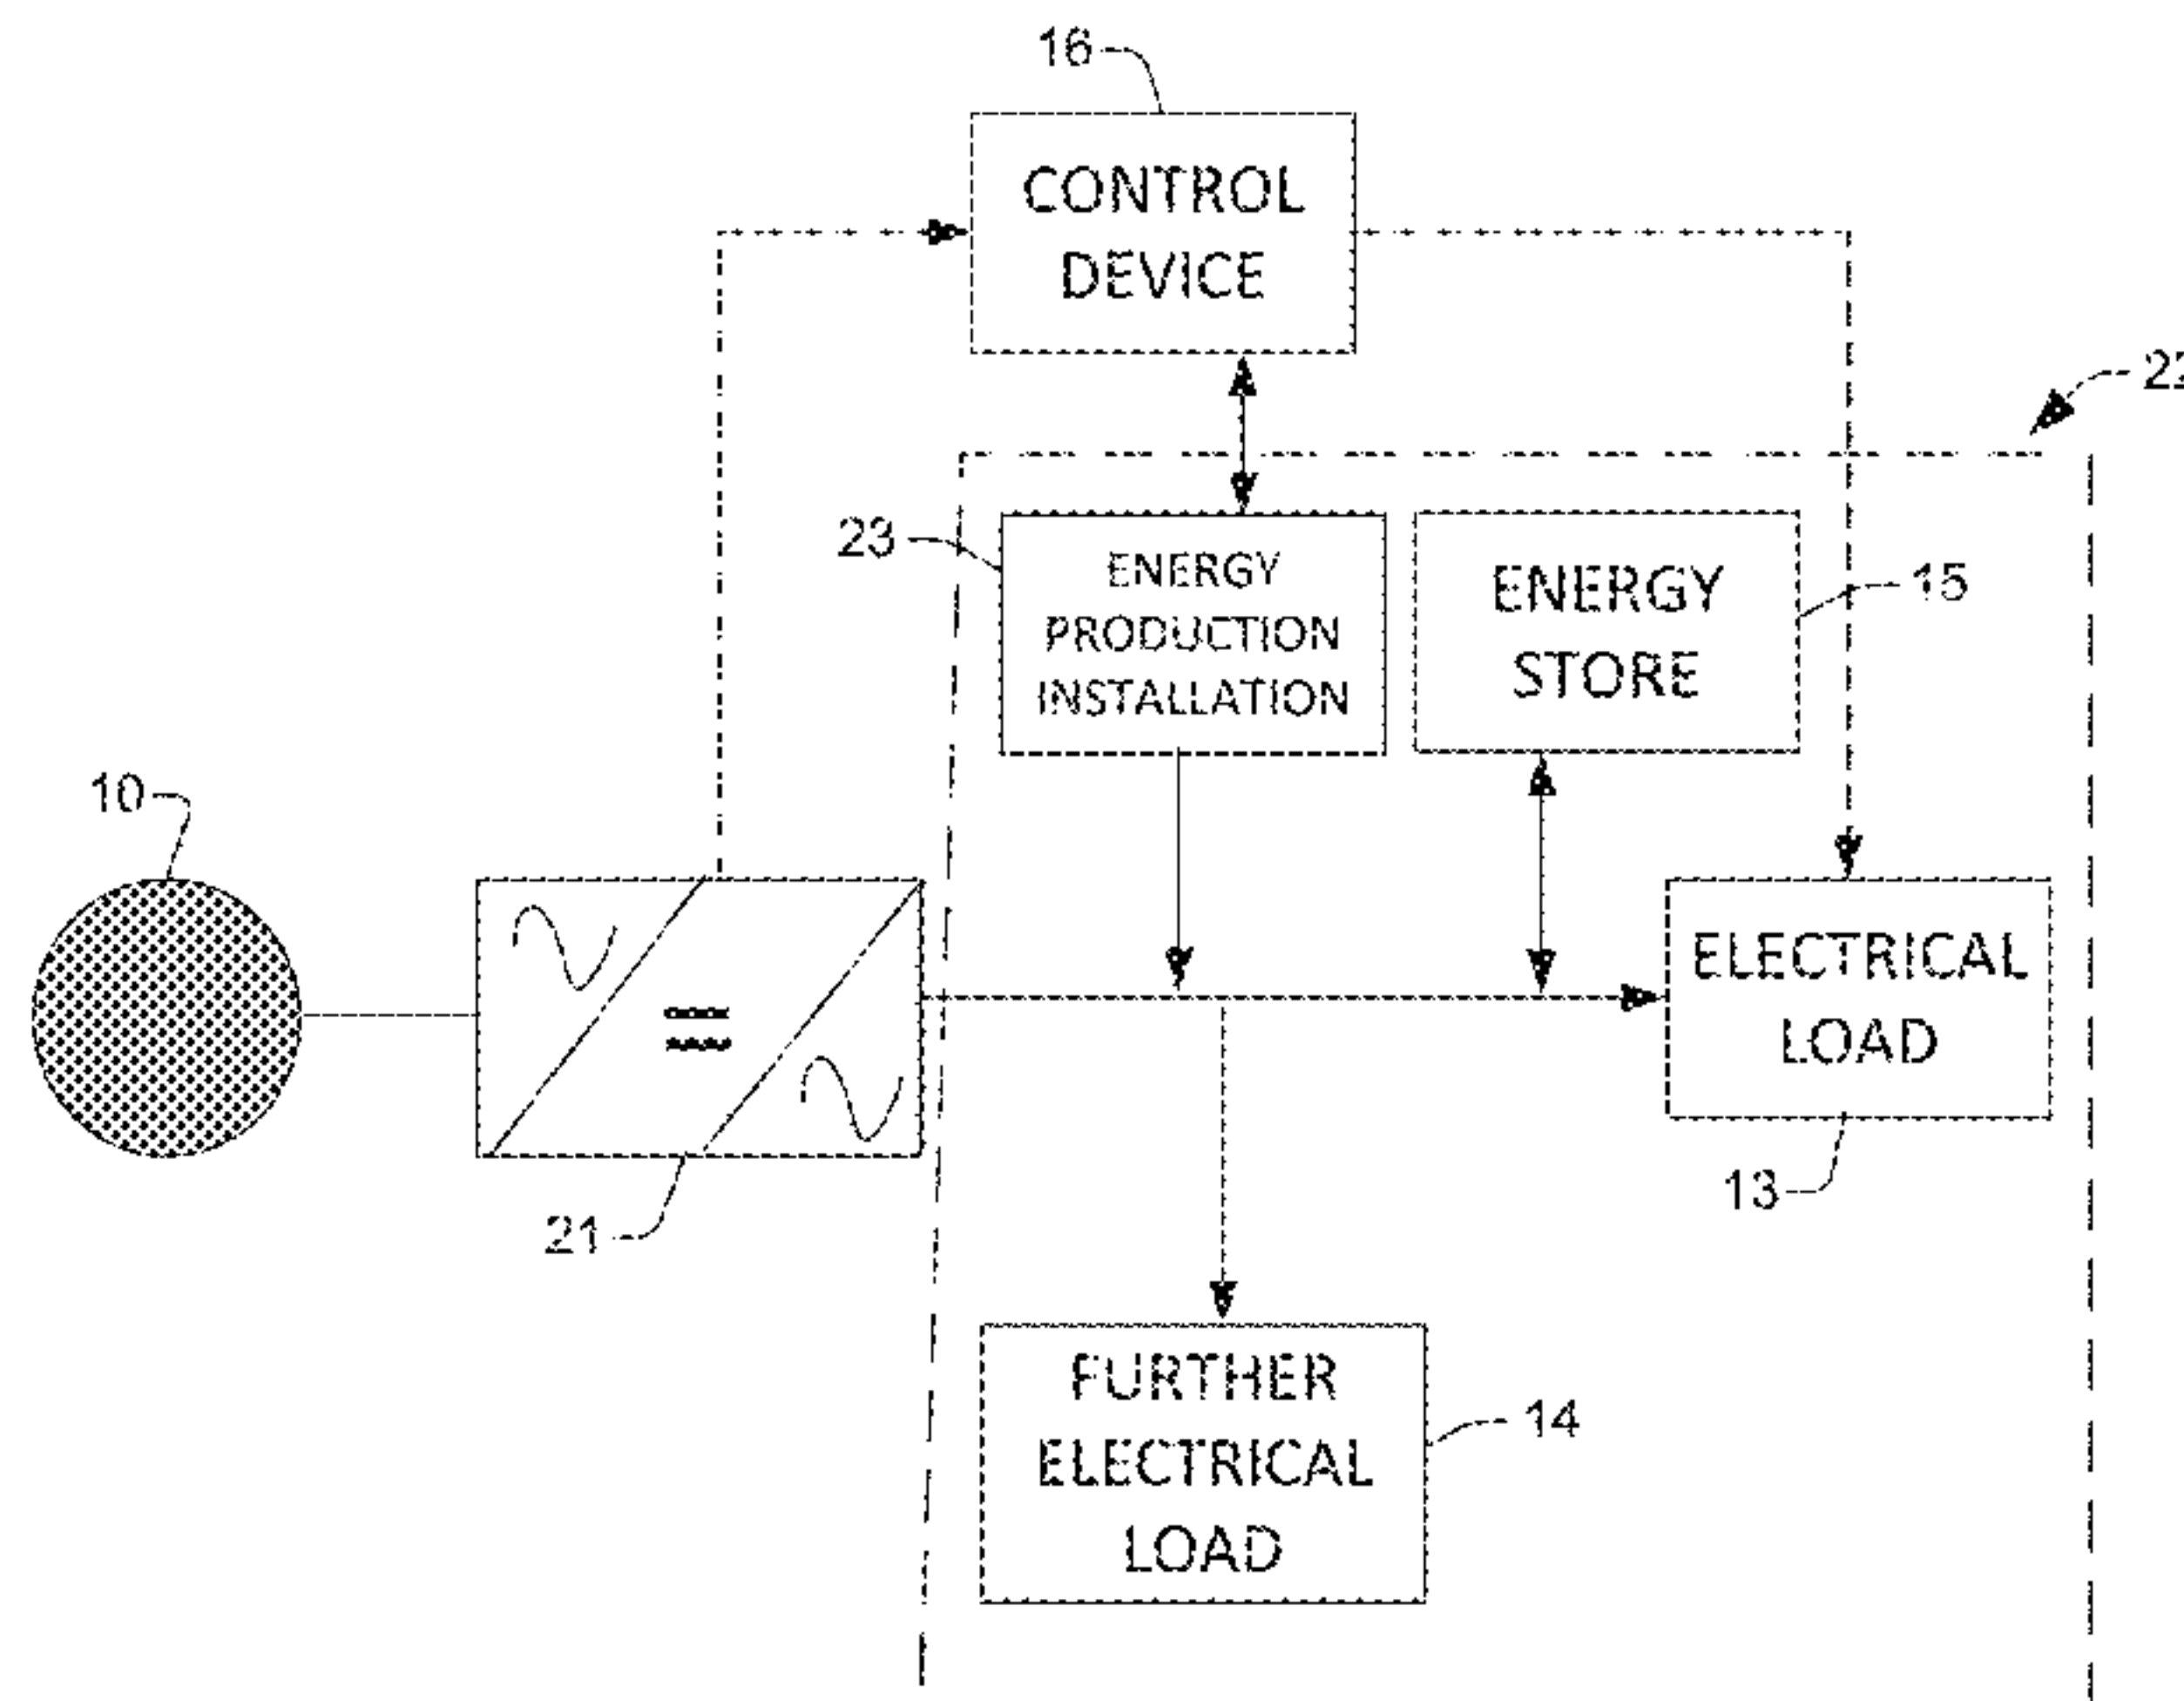 16
CONTROL
DEVICE
22
23
ENERGY
PRODUCTION
INSTALLATION
ENERGY
STORE
15
10
ELECTRICAL
LOAD
=
13
21
FURTHER
ELECTRICAL
LOAD
14